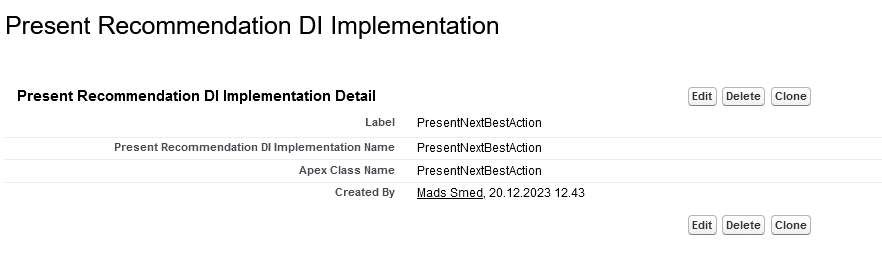 Present Recommendation DI Implementation
Present Recommendation DI Implementation Detail Edit Delete Clone
Label PresentNextBestAction
Present Recommendation DI Implementation Name PresentNextBestAction
Apex Class Name PresentNextBestAction
Created By Mads Smed, 20.12.2023 12.43
Edit Delete Clone